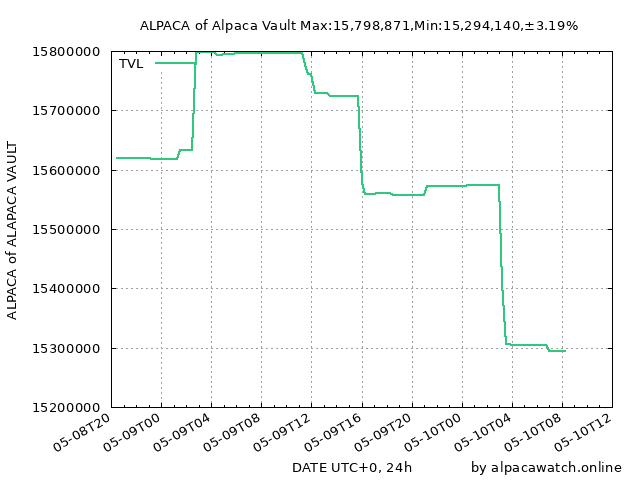 ALPACA of Alpaca Vault Max:15,798,871,Min:15,294,140,±3.19%
TVL
15800000
15700000
15600000
15500000
15400000
15300000
15200000
ALPACA of ALAPACA VAULT
05-08T20
05-09T00
05-09T04
05-09T08
05-09T12
05-09T16
05-09T20
05-10T00
05-10T04
05-10T08
05-10T12
DATE UTC+0, 24h
by alpacawatch.online